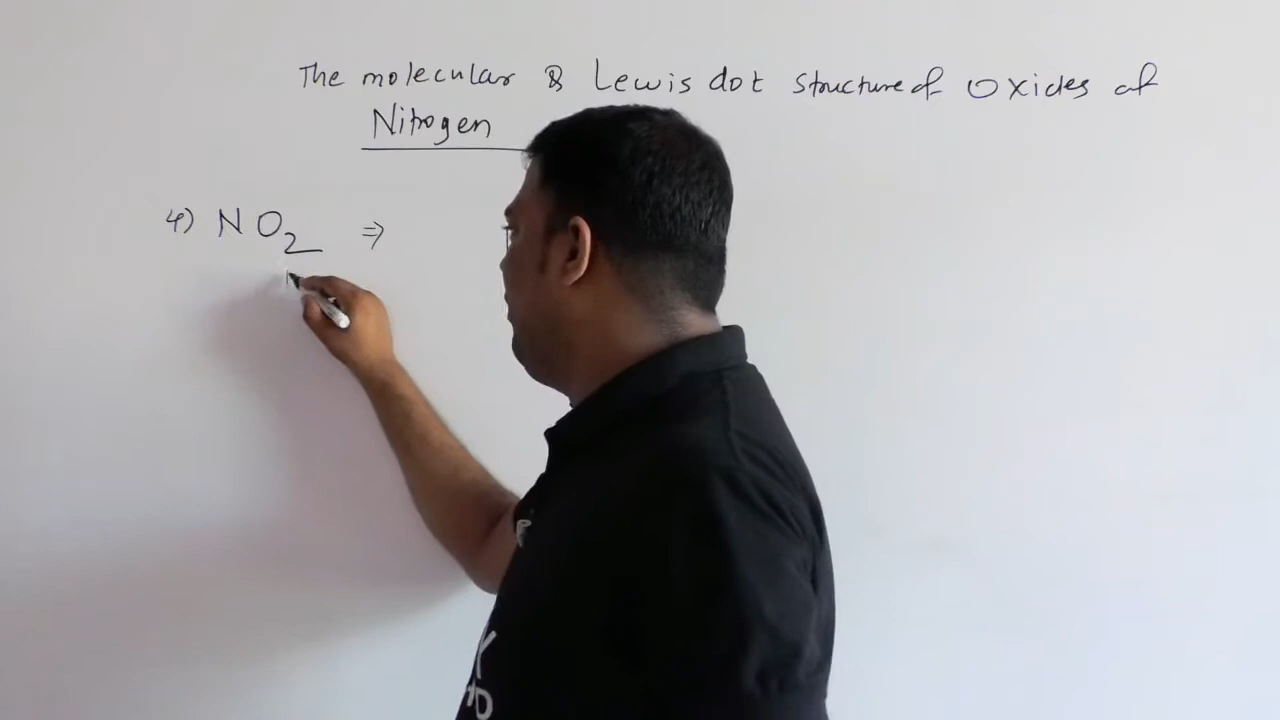 The molecular & Lewis dot structure of Oxides of
Nitrogen
4) NO₂ ⇒